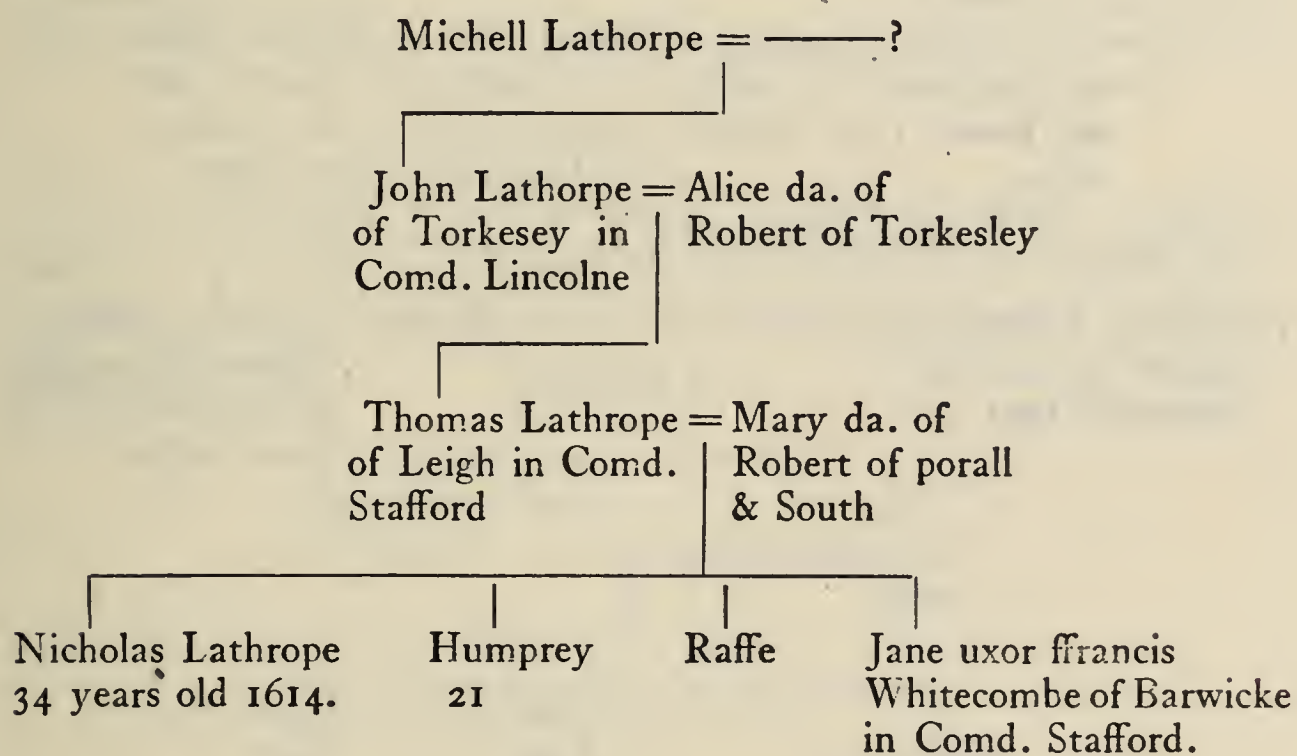 Michell Lathorpe = ———?
John Lathorpe = Alice da. of
of Torkesey in Robert of Torkesley
Comd. Lincolne
Thomas Lathrope = Mary da. of
of Leigh in Comd. Robert of porall
Stafford & South
Nicholas Lathrope Humprey Raffe Jane uxor ffrancis
34 years old 1614. 21 Whitecombe of Barwicke
in Comd. Stafford.